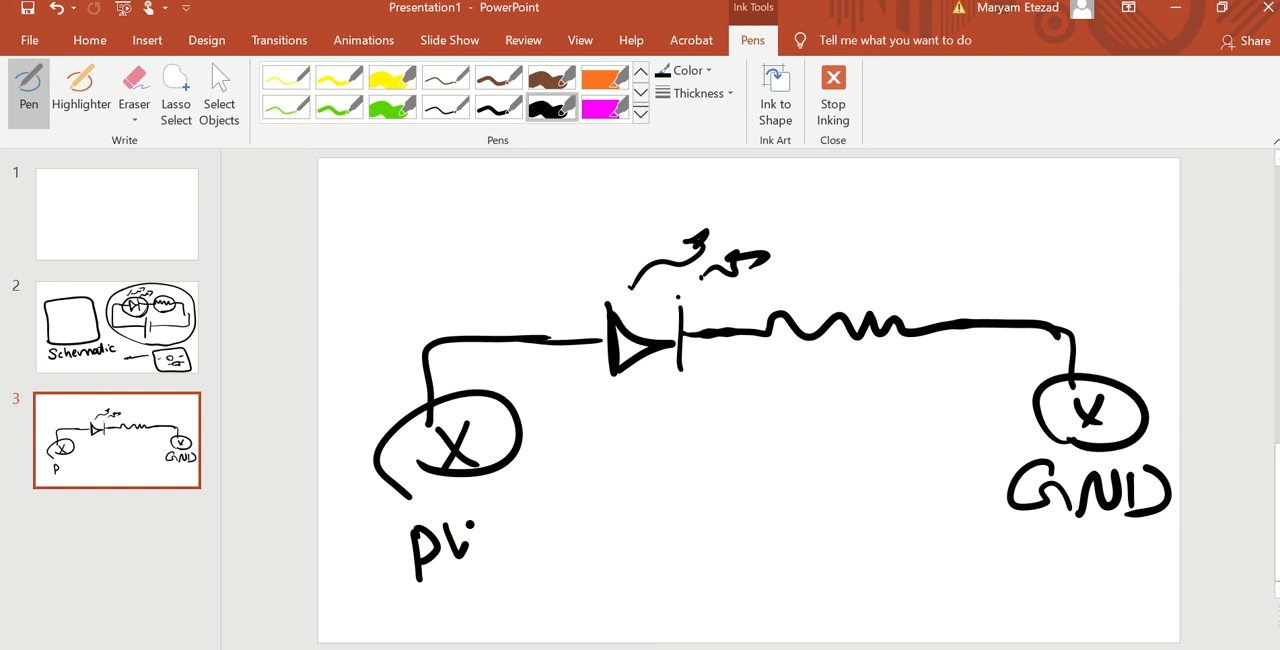 Presentation1 - PowerPoint
Ink Tools
Maryam Etezad
File Home Insert Design Transitions Animations Slide Show Review View Help Acrobat Pens Tell me what you want to do Share
Pen Highlighter Eraser Lasso Select Select Objects
Color
Thickness
Ink to Shape
Stop Inking
Write Pens Ink Art Close
1
2
Schematic
3
X X
P GND
X X
GND